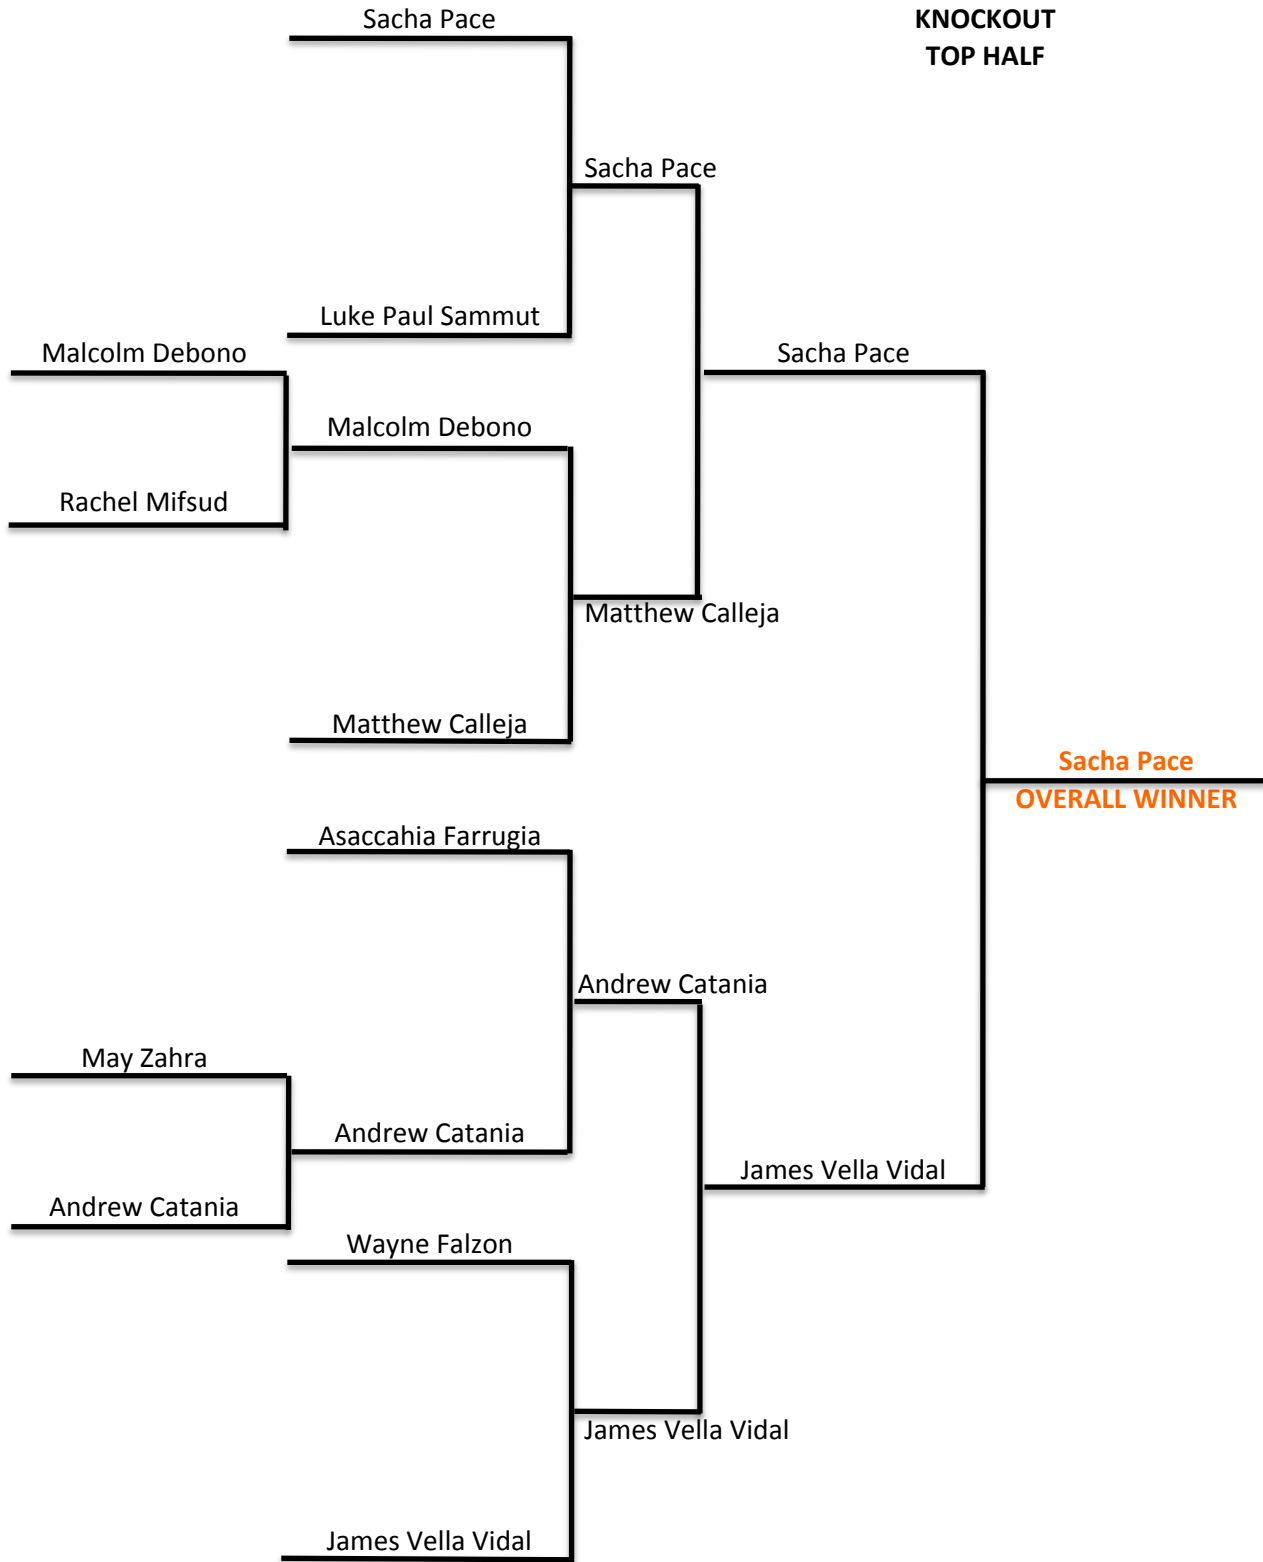 Sacha Pace
KNOCKOUT
TOP HALF
Sacha Pace
Luke Paul Sammut
Malcolm Debono
Sacha Pace
Malcolm Debono
Rachel Mifsud
Matthew Calleja
Matthew Calleja
Sacha Pace
OVERALL WINNER
Asaccahia Farrugia
Andrew Catania
May Zahra
Andrew Catania
James Vella Vidal
Andrew Catania
Wayne Falzon
James Vella Vidal
James Vella Vidal